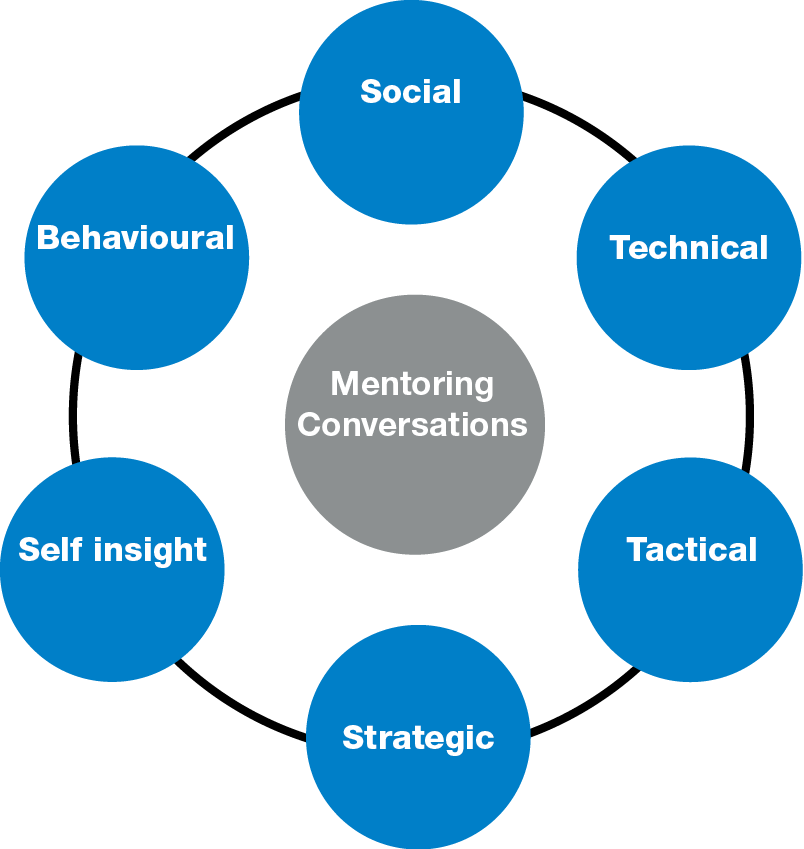 Social
Behavioural
Technical
Mentoring
Conversations
Self insight
Tactical
Strategic